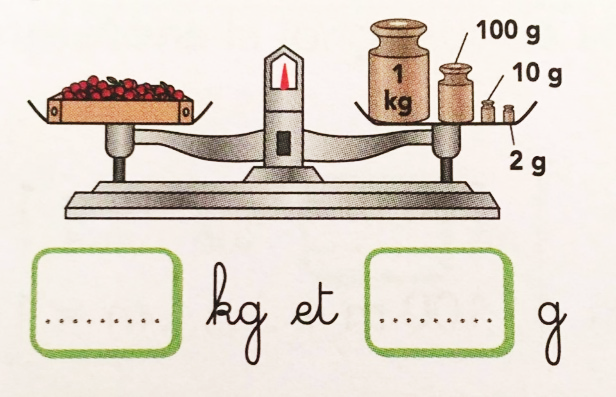 100 g
1
kg
10 g
2 g
......... kg et ......... g